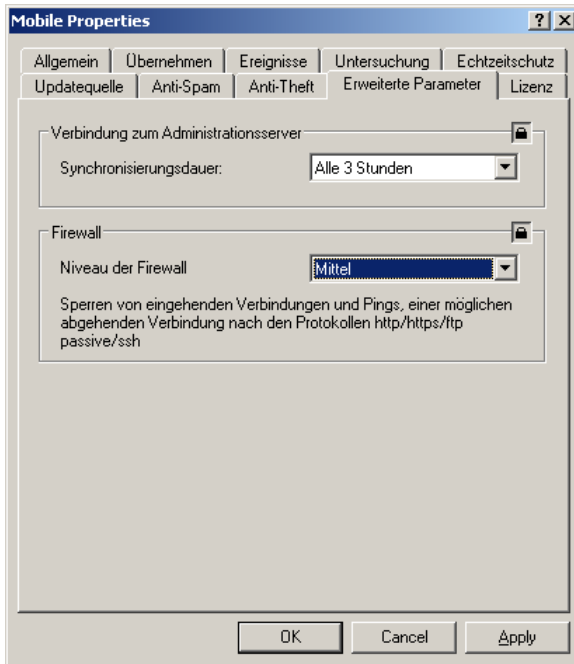 Mobile Properties
Allgemein Übernehmen Ereignisse Untersuchung Echtzeitschutz
Updatequelle Anti-Spam Anti-Theft Erweiterte Parameter Lizenz
Verbindung zum Administrationsserver
Synchronisierungsdauer: Alle 3 Stunden
Firewall
Niveau der Firewall Mittel
Sperren von eingehenden Verbindungen und Pings, einer möglichen
abgehenden Verbindung nach den Protokollen http/https/ftp
passive/ssh
OK Cancel Apply